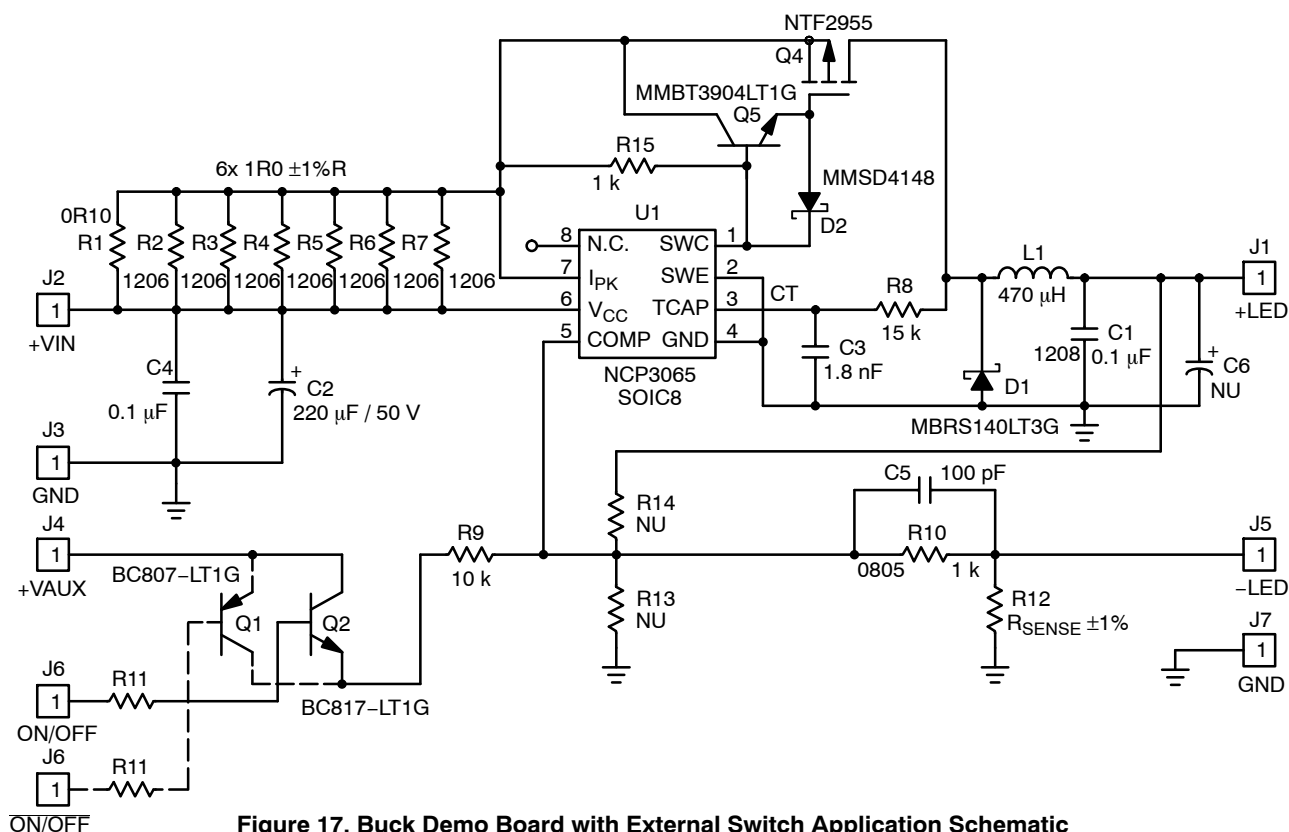 NTF2955
Q4
MMBT3904LT1G
Q5
R15
1 k
6x 1R0 ±1%R
MMSD4148
D2
0R10
R1 R2 R3 R4 R5 R6 R7
1206 1206 1206 1206 1206 1206 1206
U1
8 N.C. SWC 1
7 IPK SWE 2
6 VCC TCAP 3
5 COMP GND 4
NCP3065
SOIC8
CT
R8
15 k
L1
470 μH
J1
1
+LED
J2
1
+VIN
C3
1.8 nF
1208
C1
0.1 μF
+
C6
NU
D1
MBRS140LT3G
C4
0.1 μF
+
C2
220 μF / 50 V
J3
1
GND
J4
1
+VAUX
BC807−LT1G
Q1
Q2
BC817−LT1G
R9
10 k
R14
NU
R13
NU
C5
100 pF
R10
0805
1 k
R12
RSENSE ±1%
J5
1
−LED
J7
1
GND
J6
1
ON/OFF
R11
J6
1
ON/OFF
R11
Figure 17. Buck Demo Board with External Switch Application Schematic